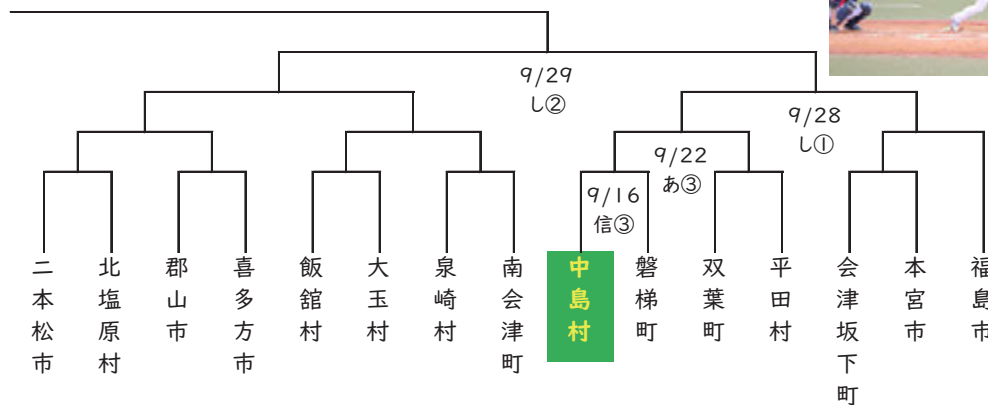 9/29
し②
9/28
し①
9/22
あ③
9/16
信③
二本松市
北塩原村
郡山市
喜多方市
飯舘村
大玉村
泉崎村
南会津町
中島村
磐梯町
双葉町
平田村
会津坂下町
本宮市
福島市